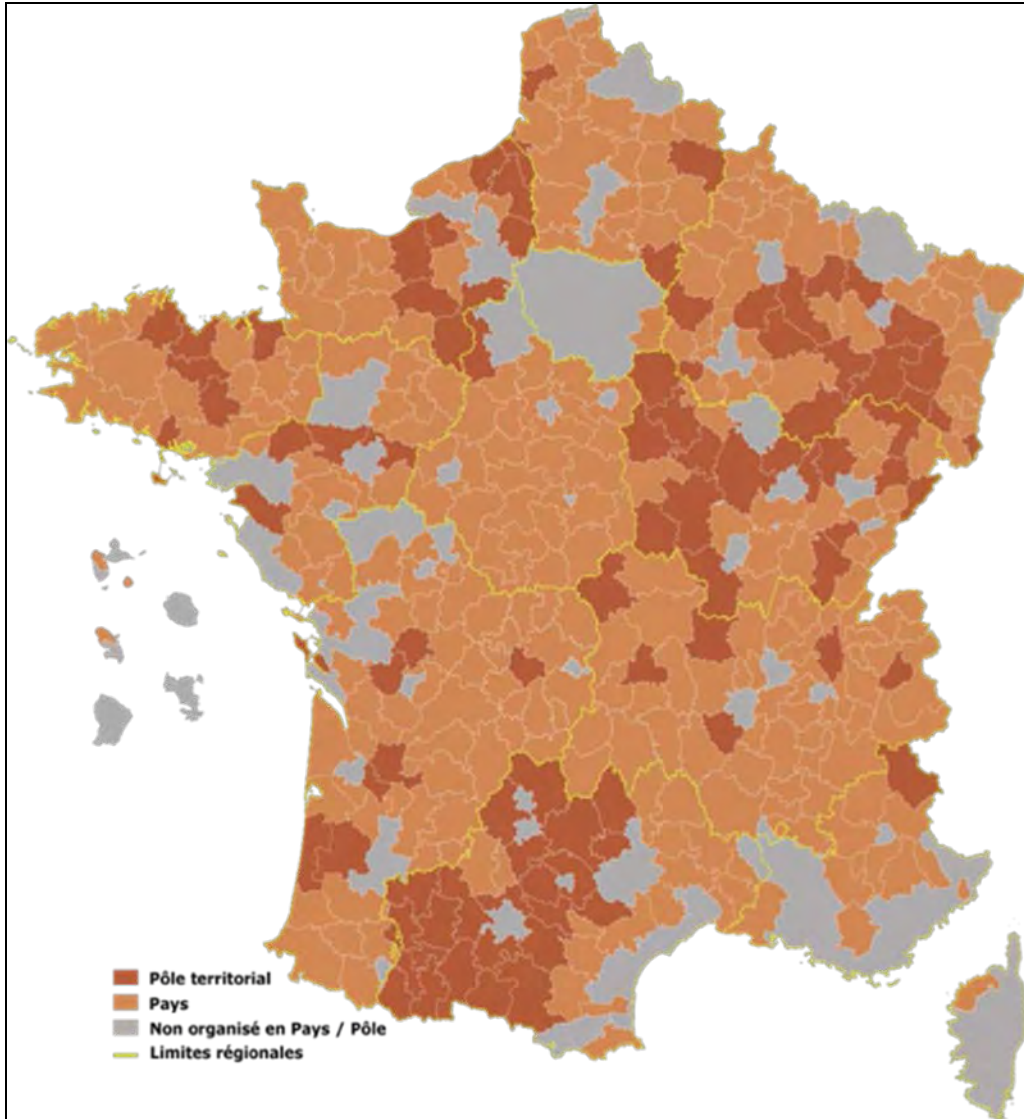 Pôle territorial
Pays
Non organisé en Pays / Pôle
Limites régionales